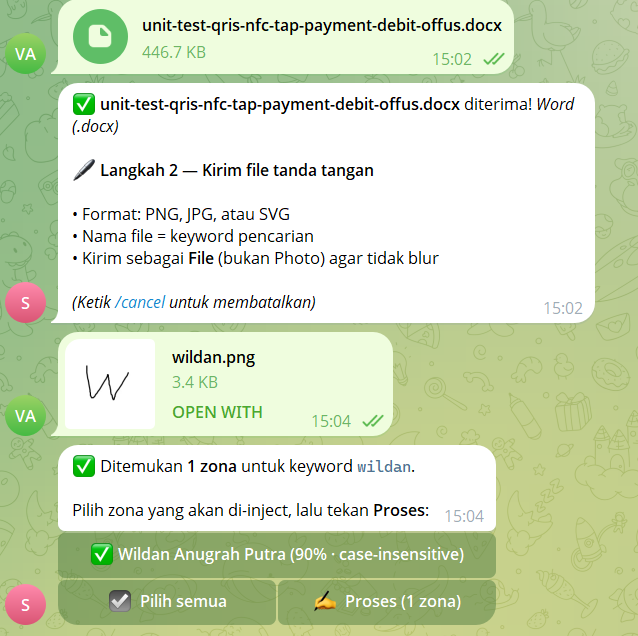 unit-test-qris-nfc-tap-payment-debit-offus.docx
446.7 KB
15:02
VA
✅ unit-test-qris-nfc-tap-payment-debit-offus.docx diterima! Word
(.docx)
🖊️ Langkah 2 — Kirim file tanda tangan
• Format: PNG, JPG, atau SVG
• Nama file = keyword pencarian
• Kirim sebagai File (bukan Photo) agar tidak blur
(Ketik /cancel untuk membatalkan)
15:02
S
W
wildan.png
3.4 KB
OPEN WITH
15:04
VA
✅ Ditemukan 1 zona untuk keyword wildan.
Pilih zona yang akan di-inject, lalu tekan Proses:
15:04
✅ Wildan Anugrah Putra (90% · case-insensitive)
☑️ Pilih semua
✍️ Proses (1 zona)
S